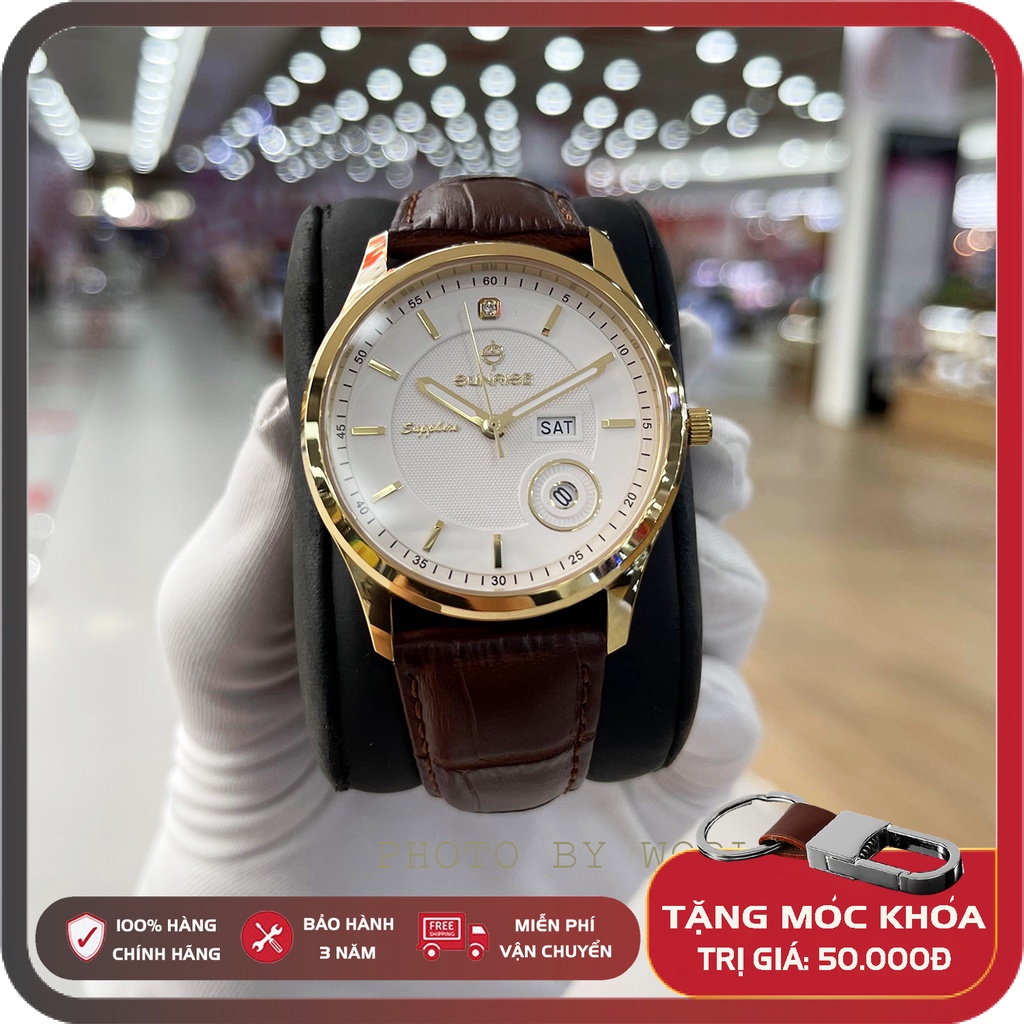 60
5
10
15
20
25
30
35
40
45
50
55
SUNRISE
Sapphire
SAT
8
PHOTO BY
100% HÀNG
CHÍNH HÃNG
BẢO HÀNH
3 NĂM
FREE
SHIPPING
MIỄN PHÍ
VẬN CHUYỂN
TẶNG MÓC KHÓA
TRỊ GIÁ: 50.000Đ